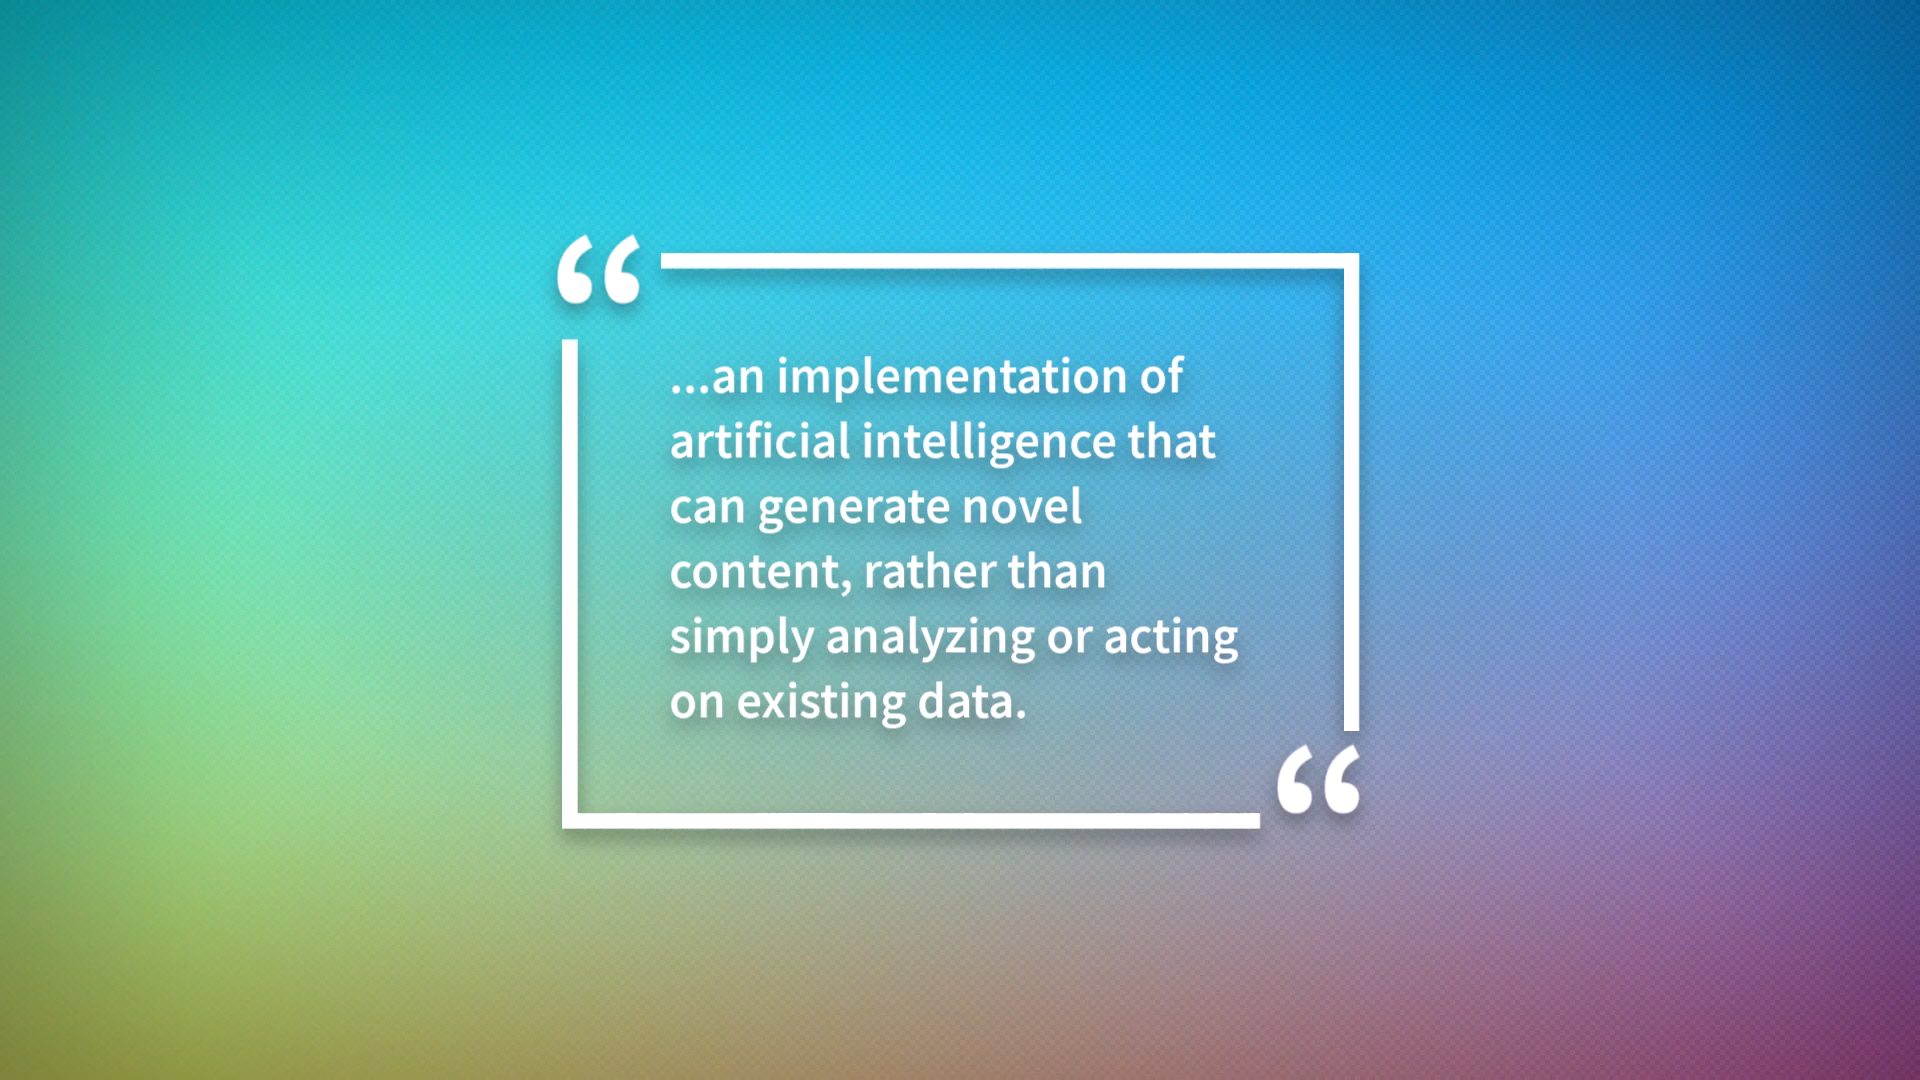 “
...an implementation of
artificial intelligence that
can generate novel
content, rather than
simply analyzing or acting
on existing data.
“